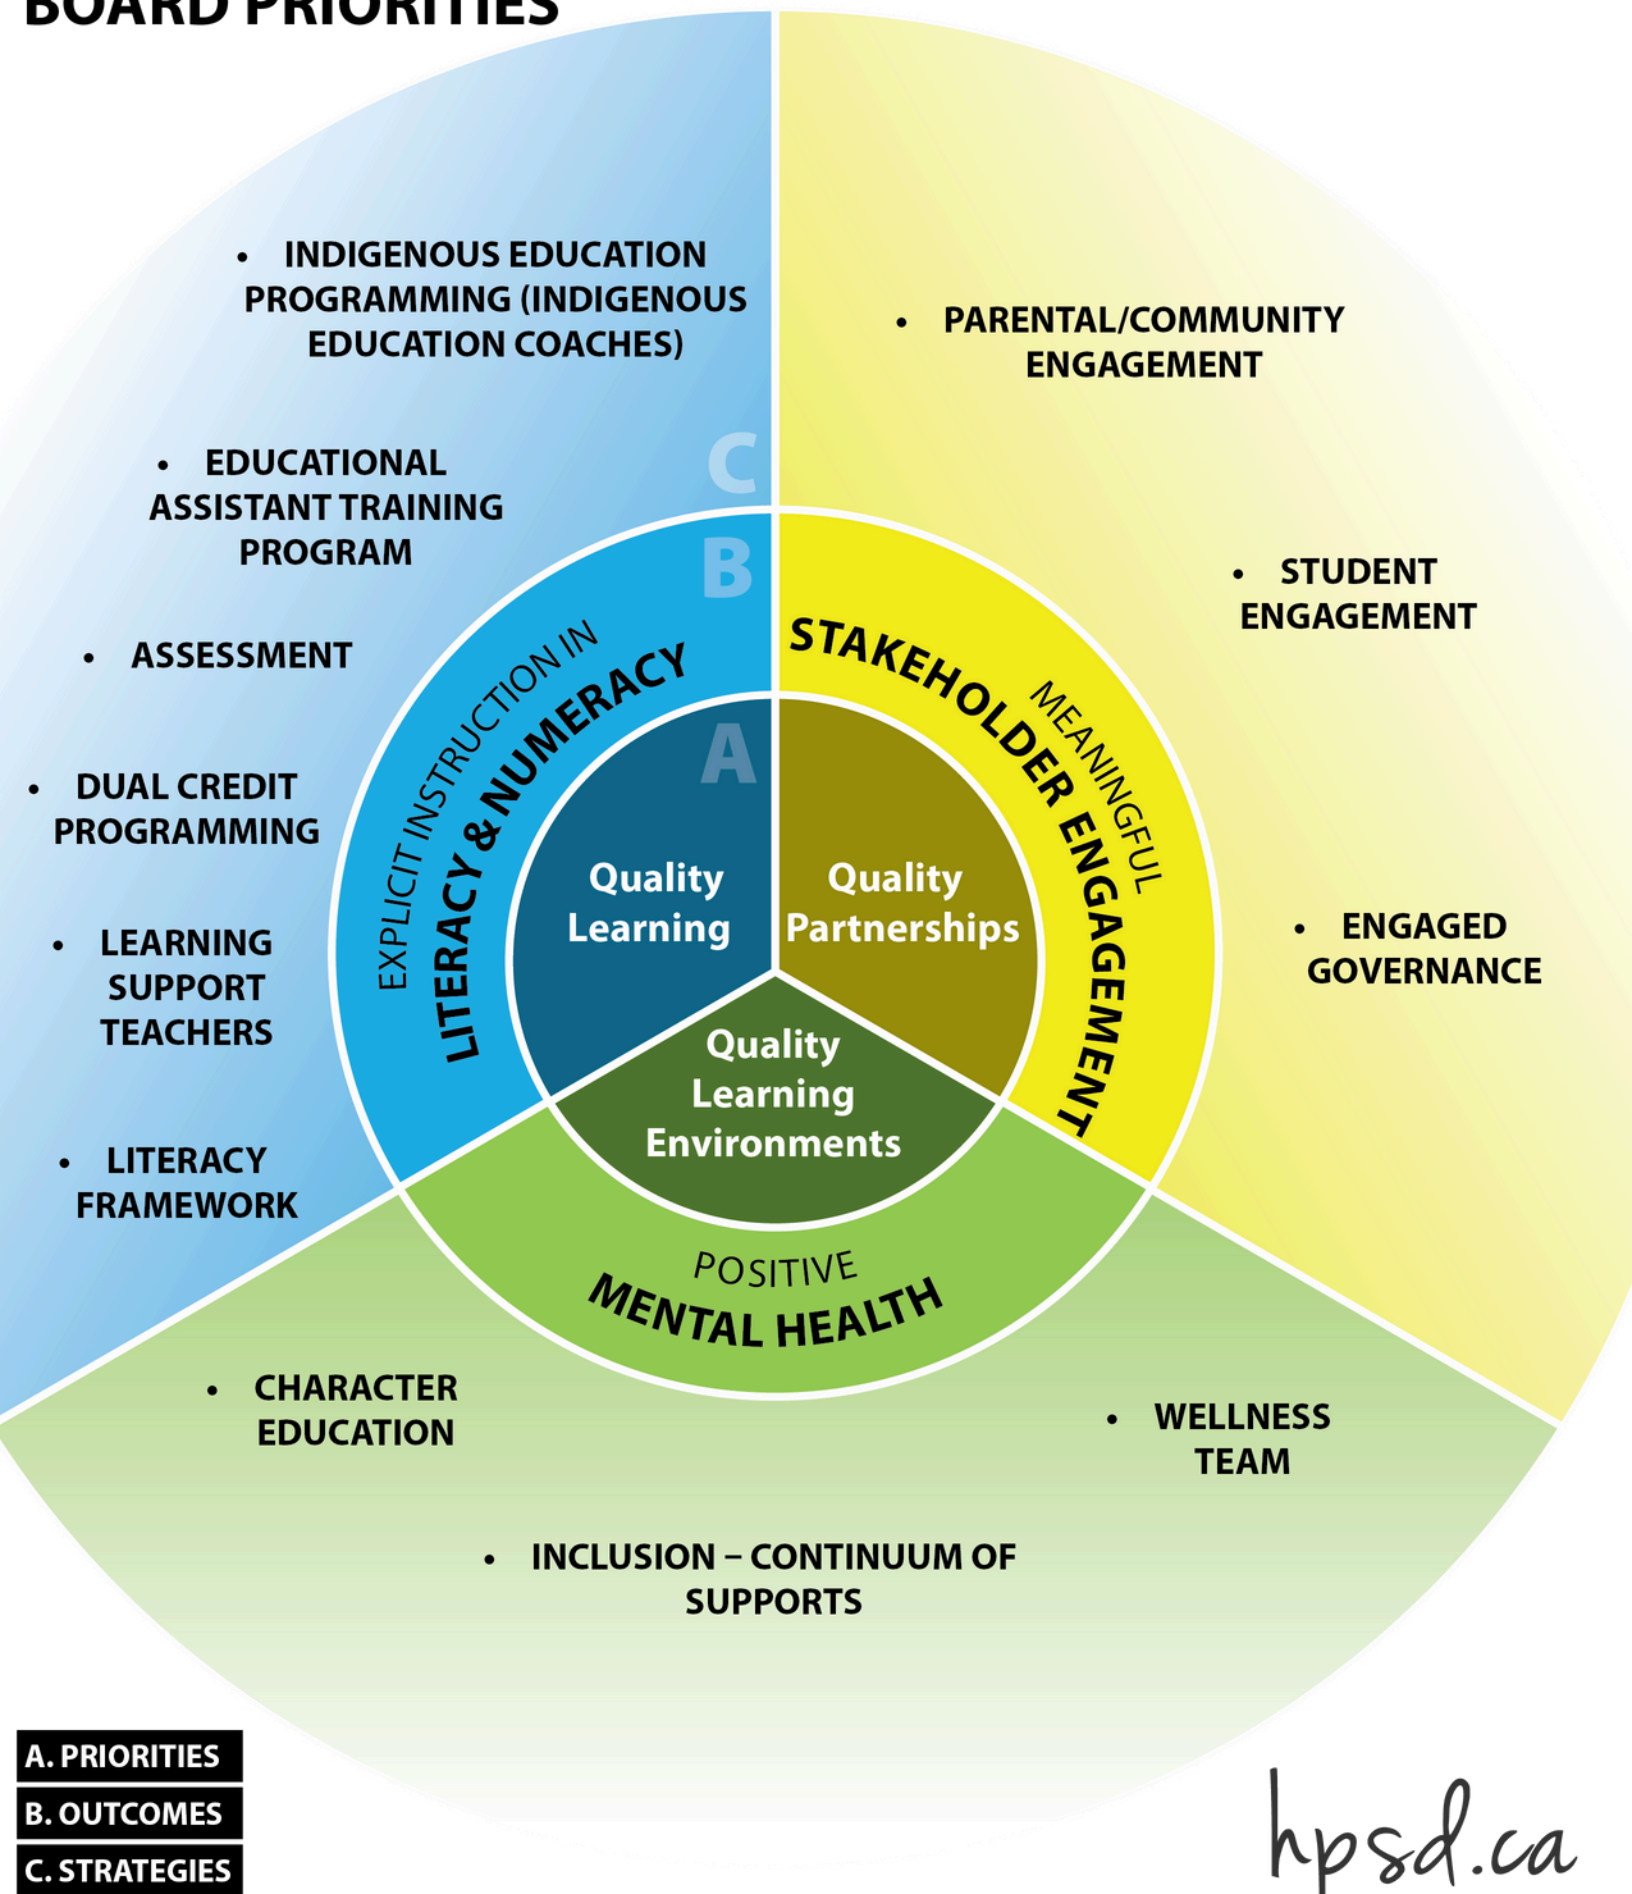 BOARD PRIORITIES
• INDIGENOUS EDUCATION
PROGRAMMING (INDIGENOUS
EDUCATION COACHES)
• EDUCATIONAL
ASSISTANT TRAINING
PROGRAM
• ASSESSMENT
• DUAL CREDIT
PROGRAMMING
• LEARNING
SUPPORT
TEACHERS
• LITERACY
FRAMEWORK
C
B
A
EXPLICIT INSTRUCTION IN
LITERACY & NUMERACY
Quality
Learning
• PARENTAL/COMMUNITY
ENGAGEMENT
• STUDENT
ENGAGEMENT
• ENGAGED
GOVERNANCE
MEANINGFUL
STAKEHOLDER ENGAGEMENT
Quality
Partnerships
Quality
Learning
Environments
POSITIVE
MENTAL HEALTH
• CHARACTER
EDUCATION
• WELLNESS
TEAM
• INCLUSION – CONTINUUM OF
SUPPORTS
A. PRIORITIES
B. OUTCOMES
C. STRATEGIES
hpsd.ca